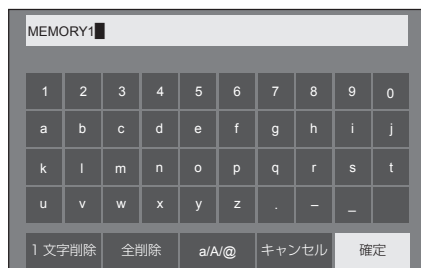 MEMORY1
1 2 3 4 5 6 7 8 9 0
a b c d e f g h i j
k l m n o p q r s t
u v w x y z . – _
1 文字削除 全削除 a/A/@ キャンセル 確定